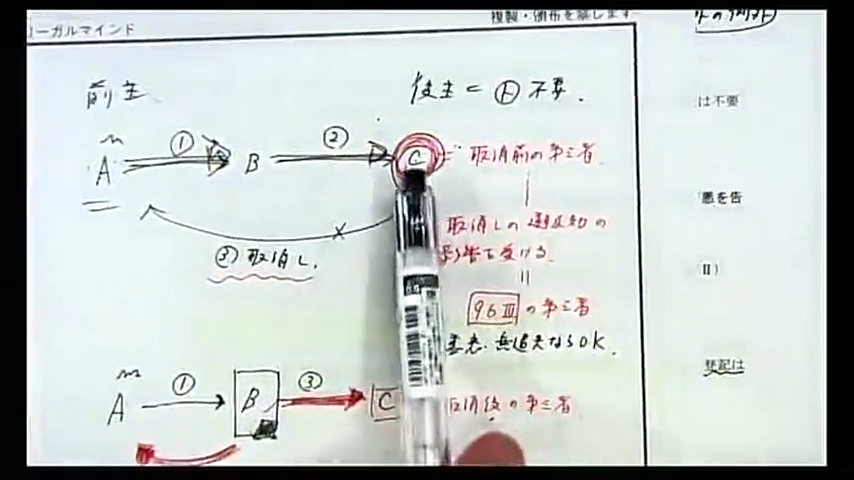 リーガルマインド
複製・頒布を禁じます
前主
後主 = ㊦ 不要.
は不要
A ① B ② C = 取消前の第三者
悪を告
取消しの遡及効の
影響を受ける.
③ 取消し.
Ⅱ)
96Ⅲ の第三者
善意・無過失ならOK.
登記は
A ① B ③ C
取消後の第三者